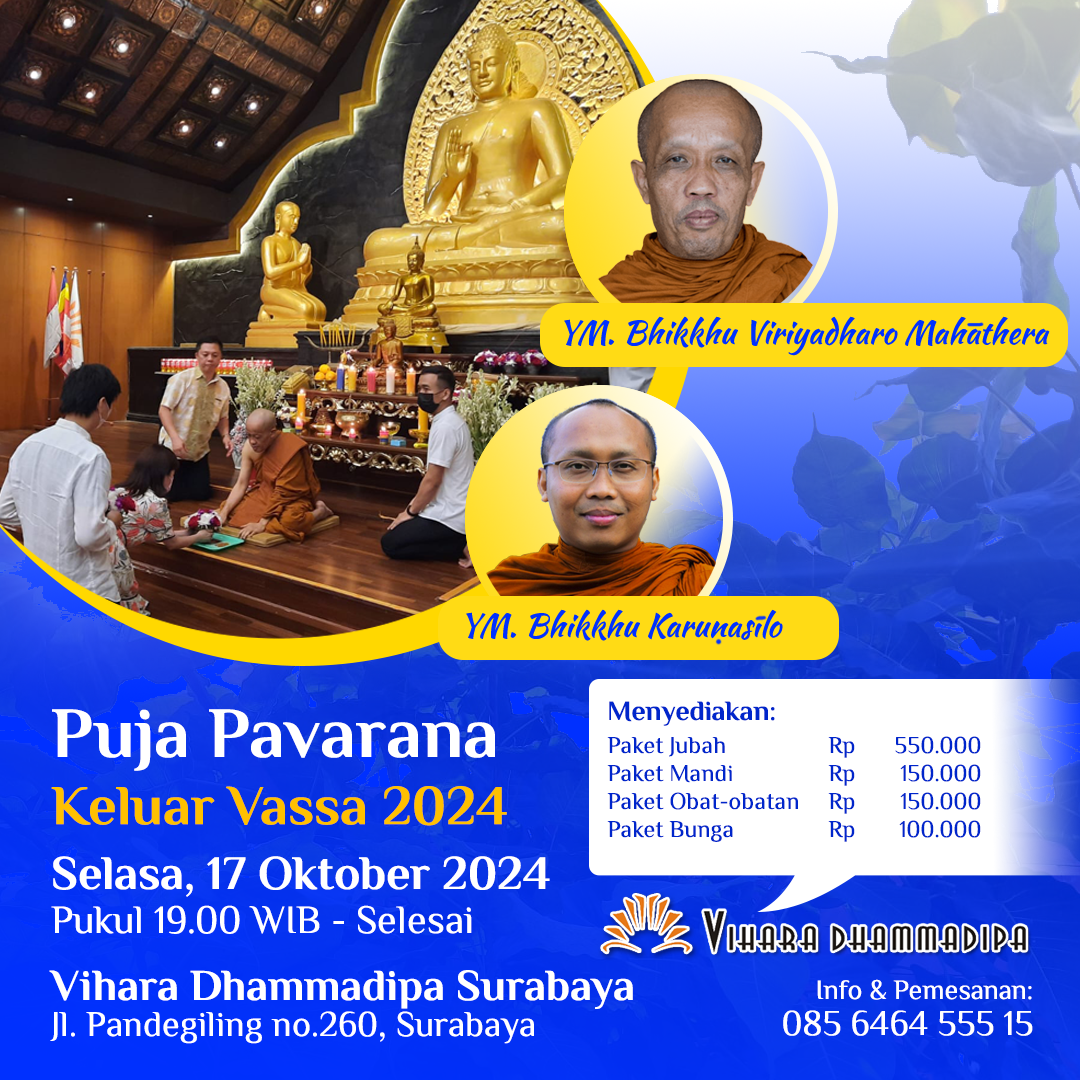 YM. Bhikkhu Viriyadharo Mahāthera
YM. Bhikkhu Karuṇasīlo
Puja Pavarana
Keluar Vassa 2024
Selasa, 17 Oktober 2024
Pukul 19.00 WIB - Selesai
Vihara Dhammadipa Surabaya
Jl. Pandegiling no.260, Surabaya
Menyediakan:
Paket Jubah Rp 550.000
Paket Mandi Rp 150.000
Paket Obat-obatan Rp 150.000
Paket Bunga Rp 100.000
VIHARA DHAMMADIPA
Info & Pemesanan:
085 6464 555 15